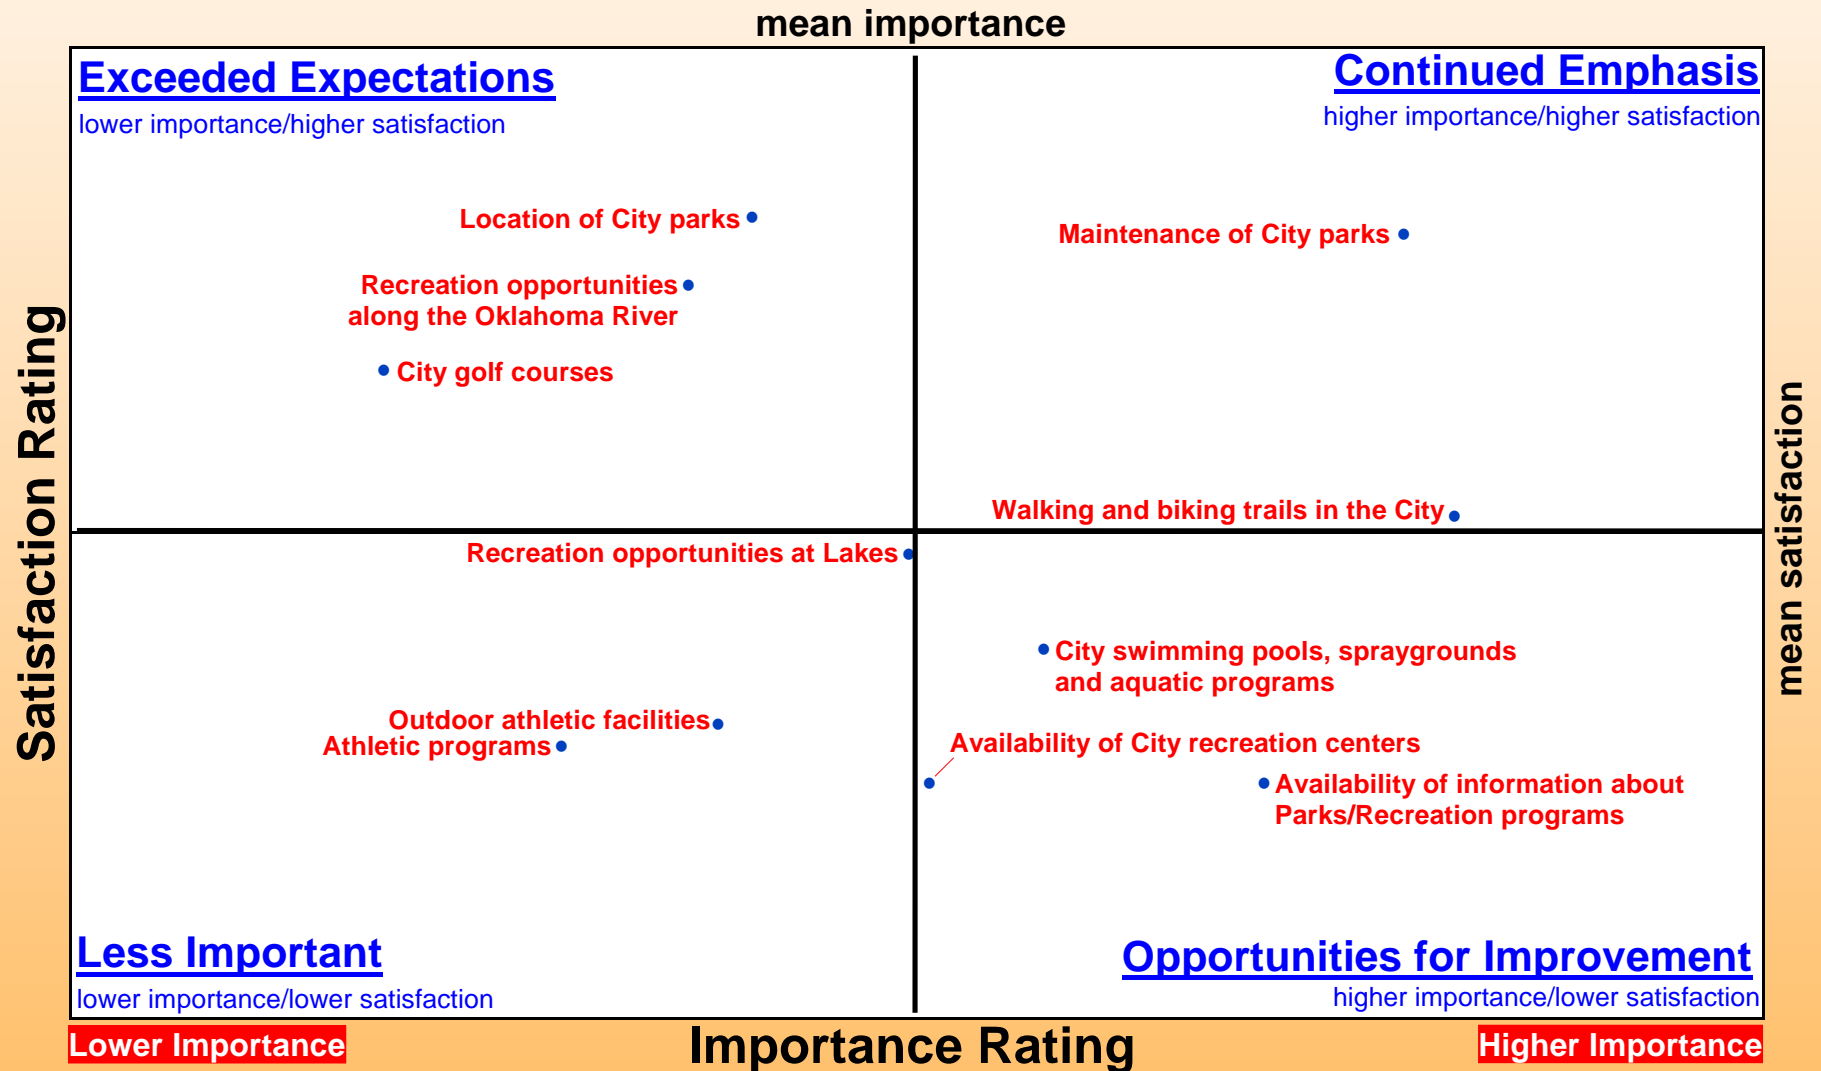 mean importance
Exceeded Expectations
lower importance/higher satisfaction
Continued Emphasis
higher importance/higher satisfaction
Location of City parks
Maintenance of City parks
Recreation opportunities
along the Oklahoma River
City golf courses
Walking and biking trails in the City
Satisfaction Rating
mean satisfaction
Recreation opportunities at Lakes
City swimming pools, spraygrounds
and aquatic programs
Outdoor athletic facilities
Athletic programs
Availability of City recreation centers
Availability of information about
Parks/Recreation programs
Less Important
lower importance/lower satisfaction
Opportunities for Improvement
higher importance/lower satisfaction
Lower Importance
Importance Rating
Higher Importance